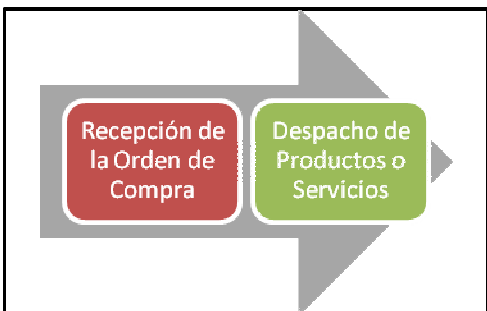 Recepción de
la Orden de
Compra
Despacho de
Productos o
Servicios